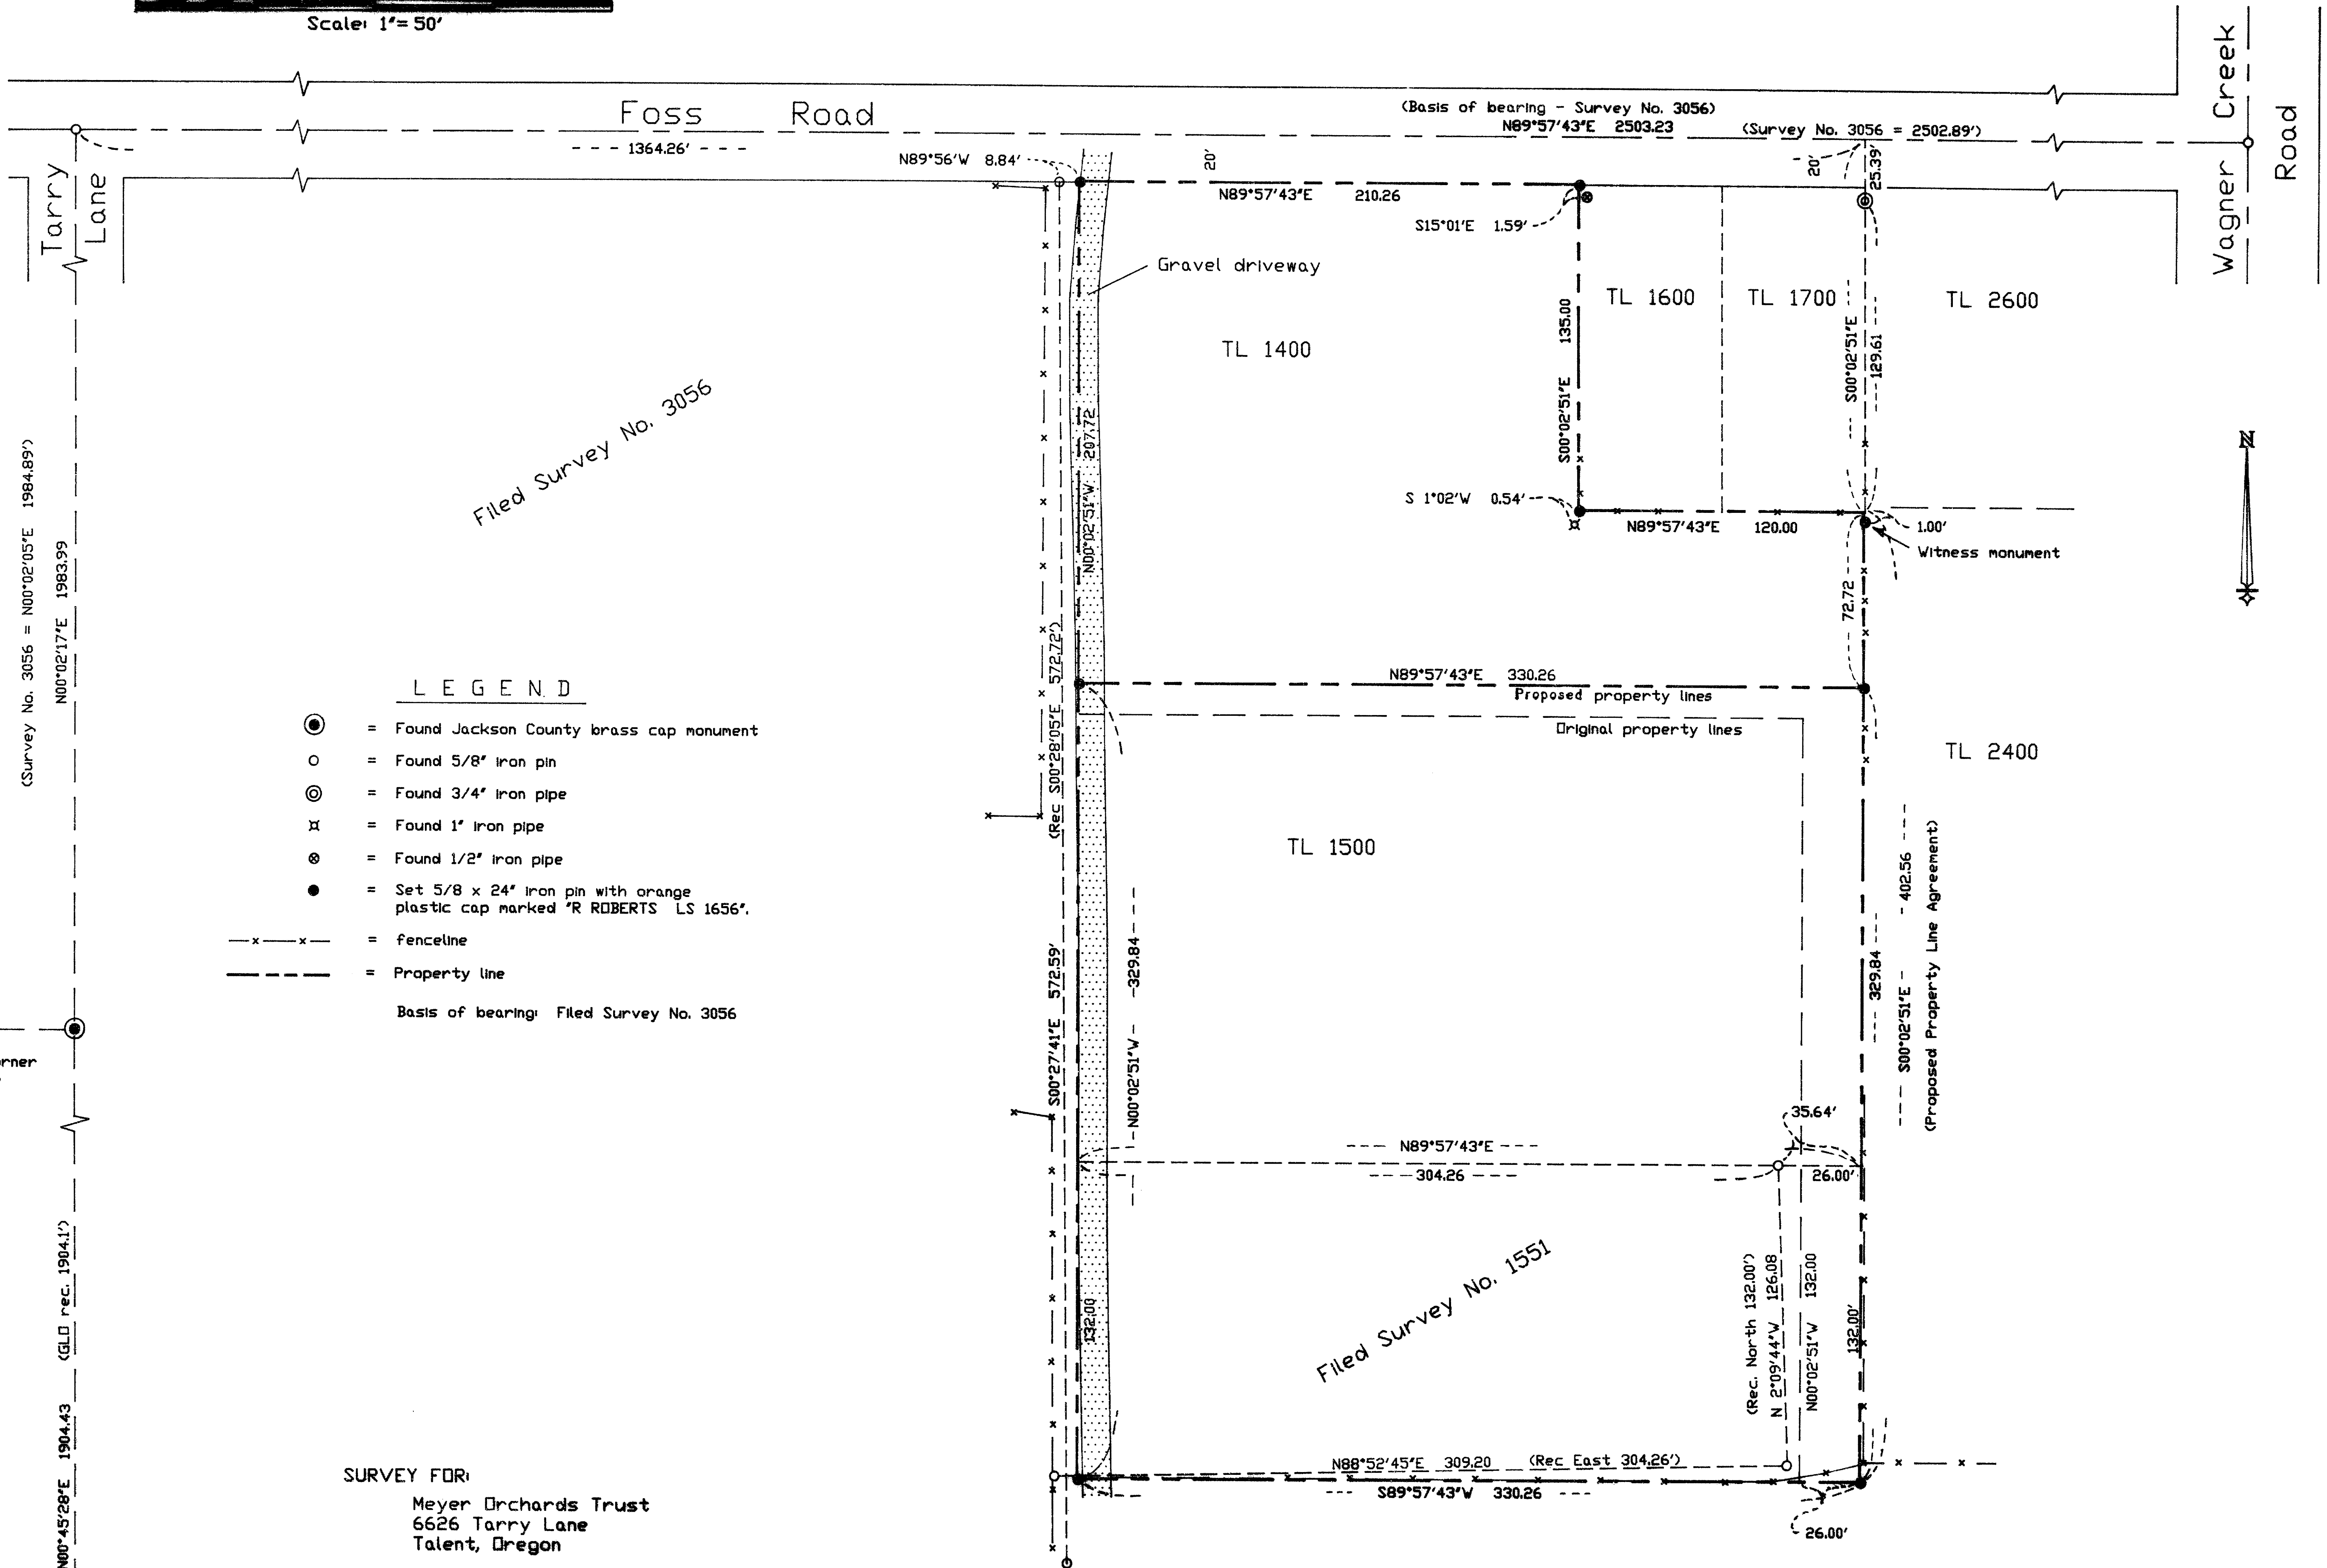 Scale: 1"= 50'
Foss Road
(Basis of bearing - Survey No. 3056)
N89°57'43"E 2503.23
(Survey No. 3056 = 2502.89')
Wagner Creek
Road
Tarry
Lane
- - - 1364.26' - - -
N89°56'W 8.84'
20'
20'
25.39'
N89°57'43"E 210.26
S15°01'E 1.59'
Gravel driveway
TL 1400
TL 1600
TL 1700
TL 2600
S00°02'51"E 135.00
S00°02'51"E
129.61
Filed Survey No. 3056
N00°02'51"W 207.72
S 1°02'W 0.54'
N89°57'43"E 120.00
1.00'
Witness monument
N
72.72
(Survey No. 3056 = N00°02'05"E 1984.89')
N00°02'17"E 1983.99
(Rec S00°28'05"E 572.72')
N89°57'43"E 330.26
Proposed property lines
Original property lines
TL 2400
TL 1500
LEGEND
= Found Jackson County brass cap monument
= Found 5/8" iron pin
= Found 3/4" iron pipe
= Found 1" iron pipe
= Found 1/2" iron pipe
= Set 5/8 x 24" iron pin with orange
plastic cap marked "R ROBERTS LS 1656".
= fenceline
= Property line
Basis of bearing: Filed Survey No. 3056
S00°27'41"E 572.59'
N00°02'51"W 329.84
329.84
S00°02'51"E 402.56
(Proposed Property Line Agreement)
rner
35.64'
N89°57'43"E
304.26
26.00'
Filed Survey No. 1551
132.00
(Rec. North 132.00')
N 2°09'44"W 126.08
N00°02'51"W 132.00
132.00'
N00°45'28"E 1904.43 (GLO rec. 1904.1')
N88°52'45"E 309.20 (Rec East 304.26')
S89°57'43"W 330.26
26.00'
SURVEY FOR:
Meyer Orchards Trust
6626 Tarry Lane
Talent, Oregon